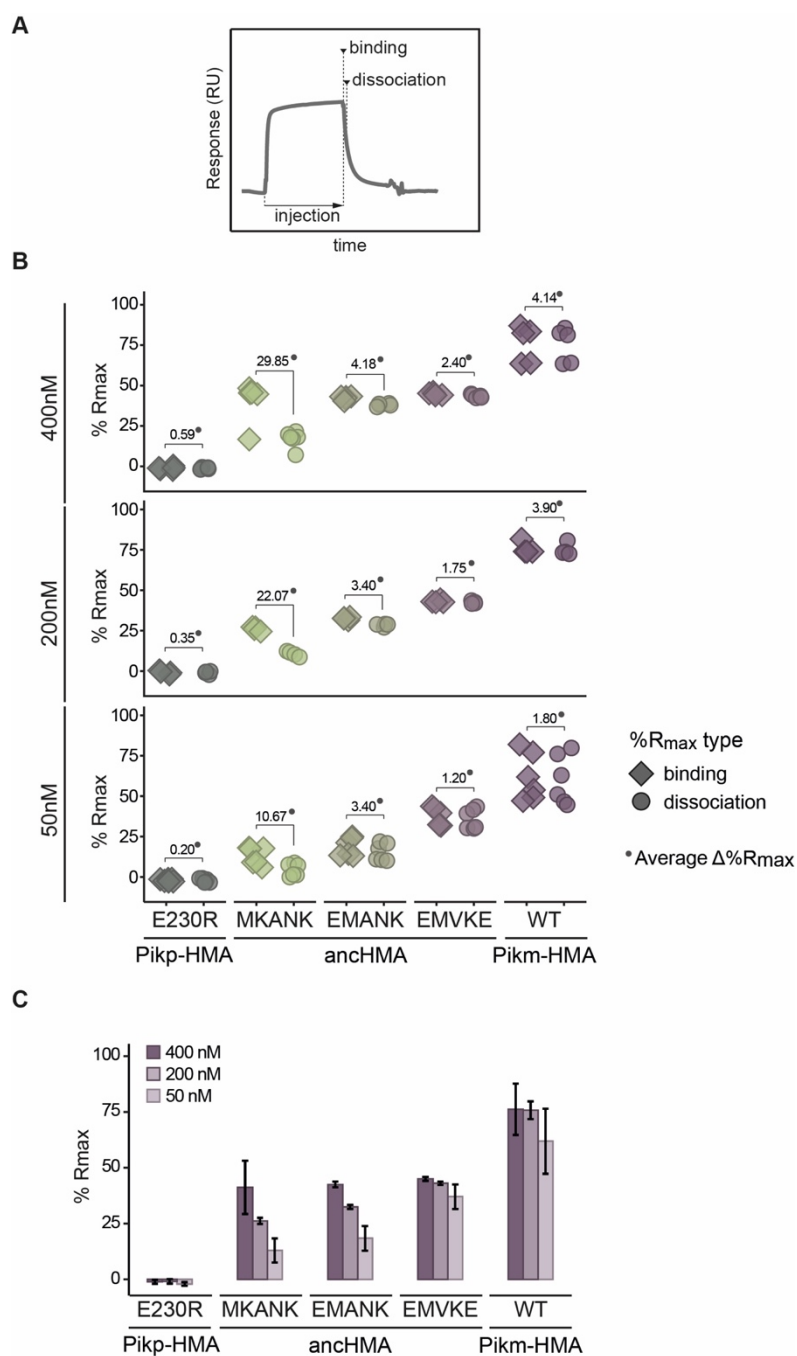 A
Response (RU)
binding
dissociation
injection
time
B
400nM
% Rmax
100
75
50
25
0
0.59
29.85
4.18
2.40
4.14
200nM
% Rmax
100
75
50
25
0
0.35
22.07
3.40
1.75
3.90
50nM
% Rmax
100
75
50
25
0
0.20
10.67
3.40
1.20
1.80
%Rmax type
binding
dissociation
Average Δ%Rmax
E230R MKANK EMANK EMVKE WT
Pikp-HMA ancHMA Pikm-HMA
C
% Rmax
100
75
50
25
0
400 nM
200 nM
50 nM
E230R MKANK EMANK EMVKE WT
Pikp-HMA ancHMA Pikm-HMA